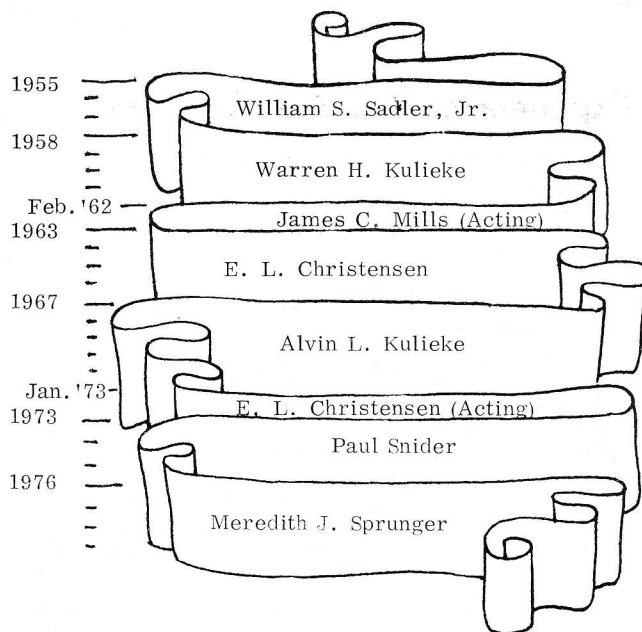 1955
William S. Sadler, Jr.
1958
Warren H. Kulieke
Feb. '62
James C. Mills (Acting)
1963
E. L. Christensen
1967
Alvin L. Kulieke
Jan. '73
E. L. Christensen (Acting)
1973
Paul Snider
1976
Meredith J. Sprunger